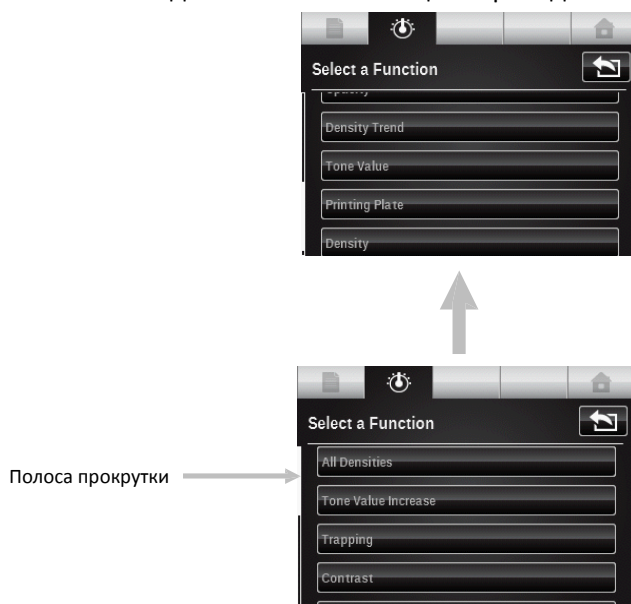 Select a Function
Density Trend
Tone Value
Printing Plate
Density
Select a Function
Полоса прокрутки
All Densities
Tone Value Increase
Trapping
Contrast